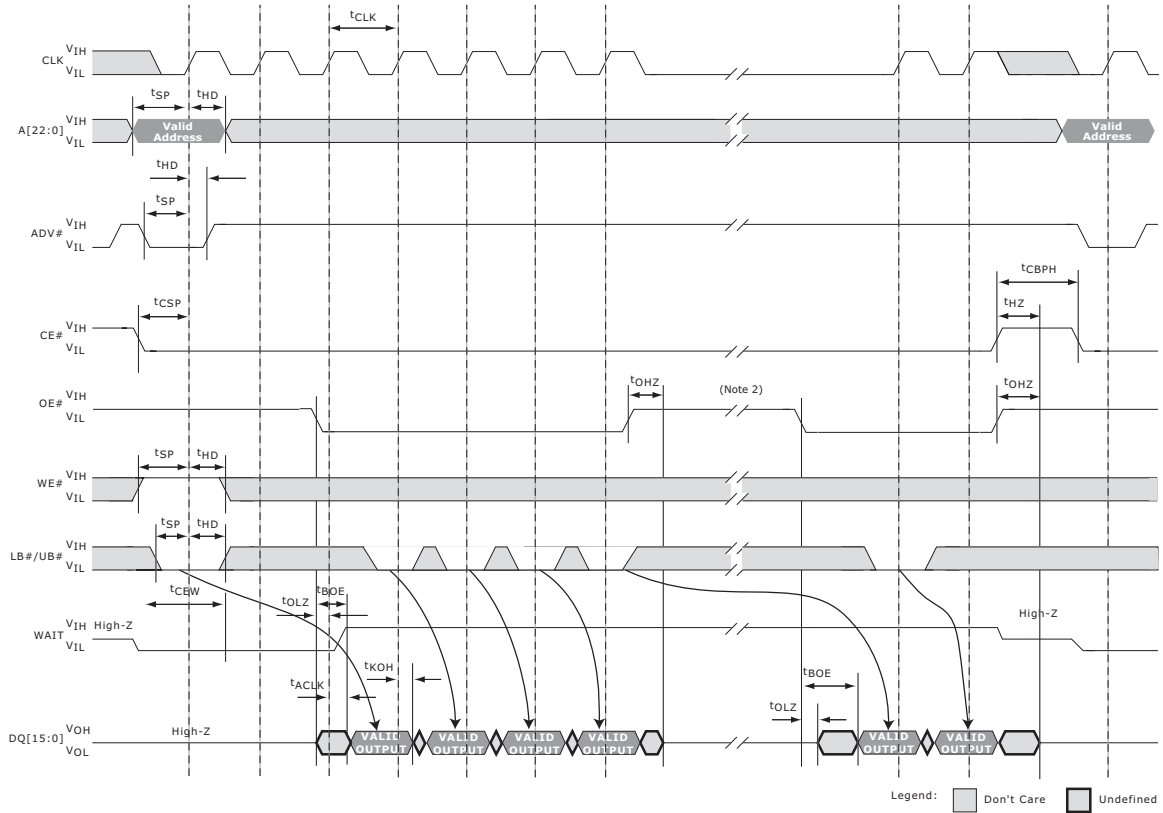 tCLK
CLK VIH
VIL
tSP tHD
A[22:0] VIH
VIL
Valid
Address
Valid
Address
tHD
tSP
ADV# VIH
VIL
tCBPH
tCSP
tHZ
CE# VIH
VIL
tOHZ
(Note 2)
tOHZ
OE# VIH
VIL
tSP tHD
WE# VIH
VIL
tSP tHD
LB#/UB# VIH
VIL
tCEW
tOLZ
tBOE
WAIT VIH
VIL
High-Z
High-Z
tKOH
tACLK
tBOE
tOLZ
DQ[15:0] VOH
VOL
High-Z
VALID
OUTPUT
VALID
OUTPUT
VALID
OUTPUT
VALID
OUTPUT
VALID
OUTPUT
VALID
OUTPUT
Legend: Don't Care Undefined